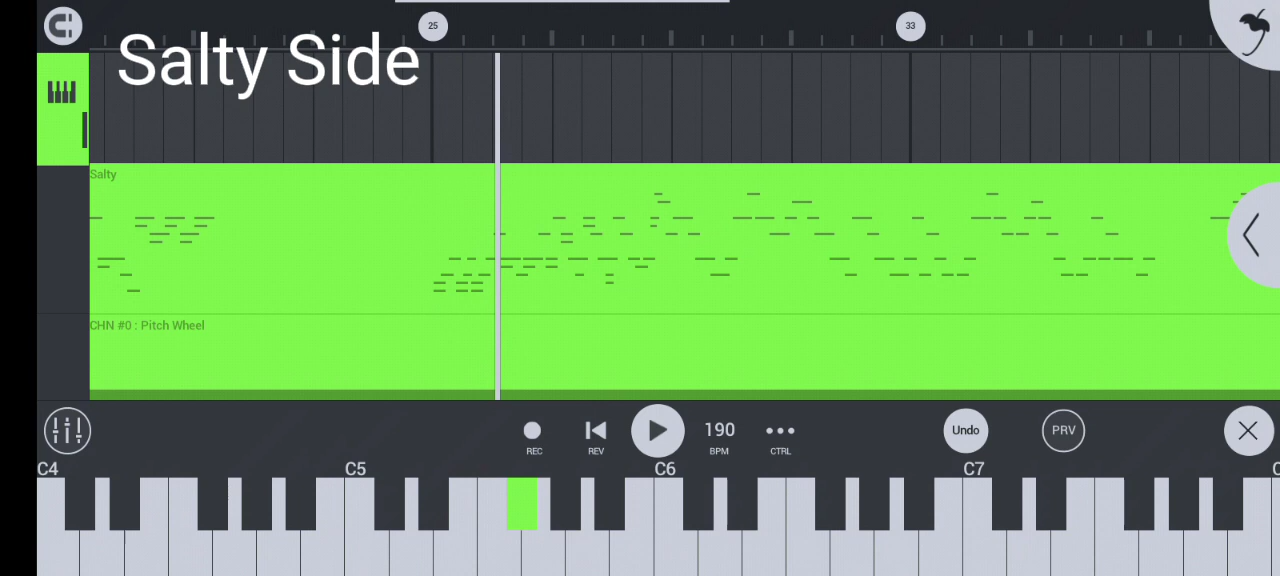 25
33
Salty Side
Salty
CHN #0 : Pitch Wheel
190
Undo
PRV
REC
REV
BPM
CTRL
C4
C5
C6
C7